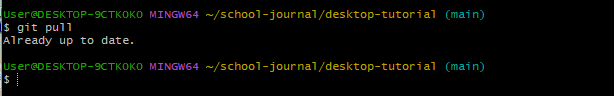 User@DESKTOP-9CTKOKO MINGW64 ~/school-journal/desktop-tutorial (main)
$ git pull
Already up to date.
User@DESKTOP-9CTKOKO MINGW64 ~/school-journal/desktop-tutorial (main)
$